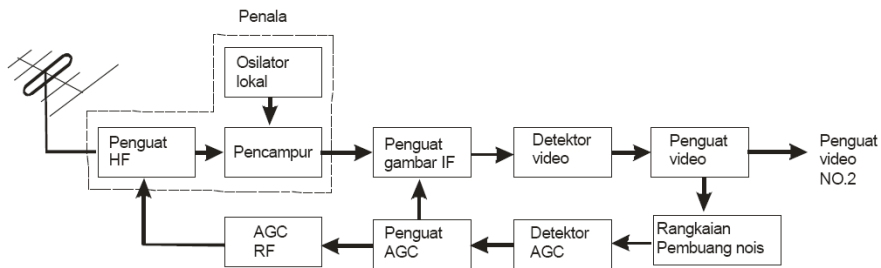 Penala
Osilator
lokal
Penguat
HF
Pencampur
Penguat
gambar IF
Detektor
video
Penguat
video
Penguat
video
NO.2
AGC
RF
Penguat
AGC
Detektor
AGC
Rangkaian
Pembuang nois